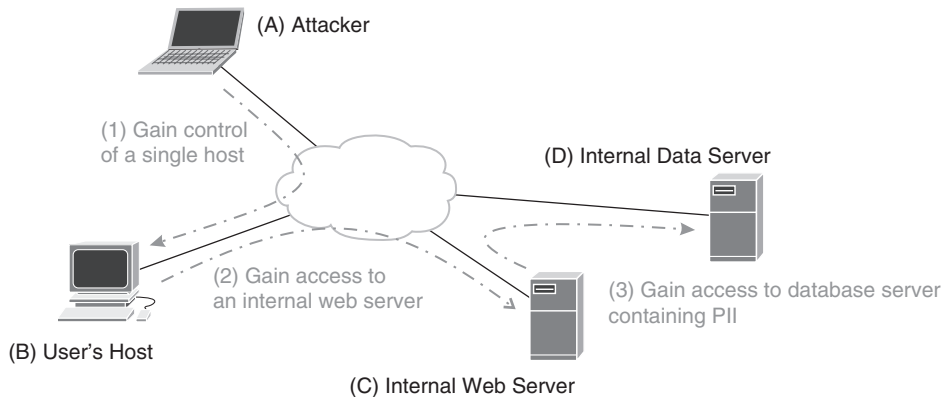 (A) Attacker
(1) Gain control
of a single host
(D) Internal Data Server
(2) Gain access to
an internal web server
(3) Gain access to database server
containing PII
(B) User's Host
(C) Internal Web Server